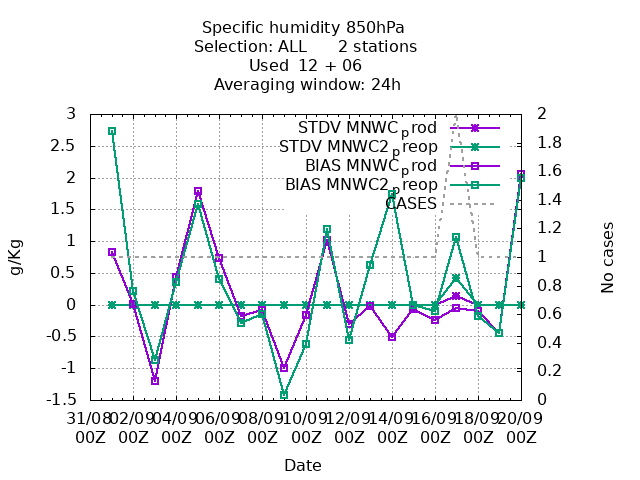 Specific humidity 850hPa
Selection: ALL 2 stations
Used 12 + 06
Averaging window: 24h
STDV MNWCprod
STDV MNWC2preop
BIAS MNWCprod
BIAS MNWC2preop
CASES
3
2.5
2
1.5
1
0.5
0
-0.5
-1
-1.5
g/Kg
2
1.8
1.6
1.4
1.2
1
0.8
0.6
0.4
0.2
0
No cases
31/08 02/09 04/09 06/09 08/09 10/09 12/09 14/09 16/09 18/09 20/09
00Z 00Z 00Z 00Z 00Z 00Z 00Z 00Z 00Z 00Z 00Z
Date